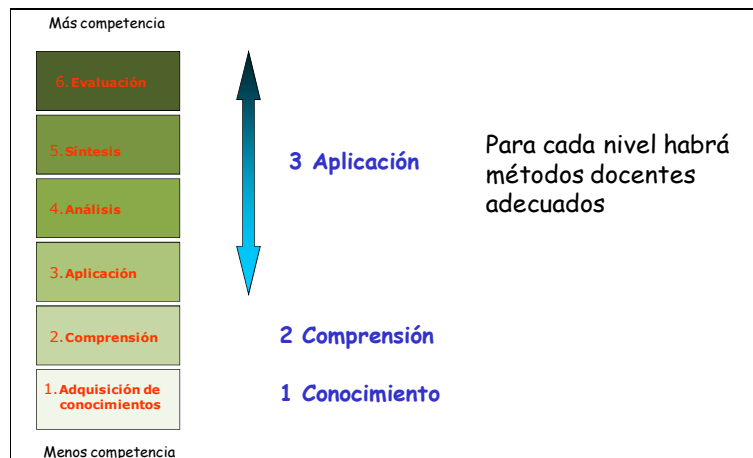 Más competencia
6. Evaluación
5. Síntesis
4. Análisis
3. Aplicación
2. Comprensión
1. Adquisición de
conocimientos
Menos competencia
3 Aplicación
2 Comprensión
1 Conocimiento
Para cada nivel habrá
métodos docentes
adecuados